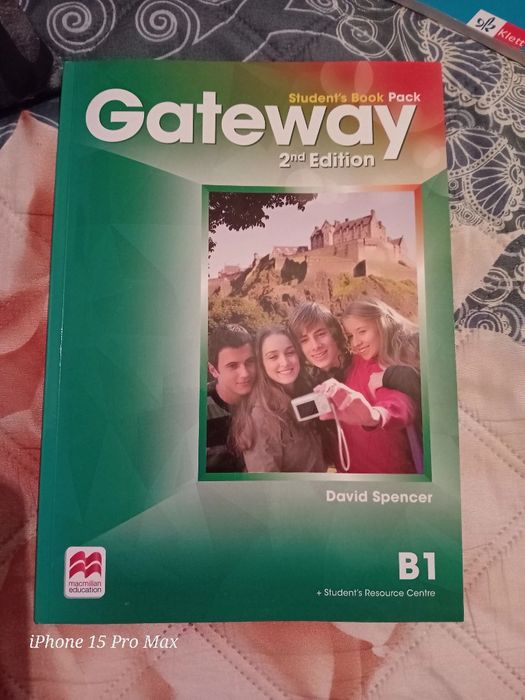 Klett
Student's Book Pack
Gateway
2nd Edition
David Spencer
B1
+ Student's Resource Centre
macmillan
education
iPhone 15 Pro Max